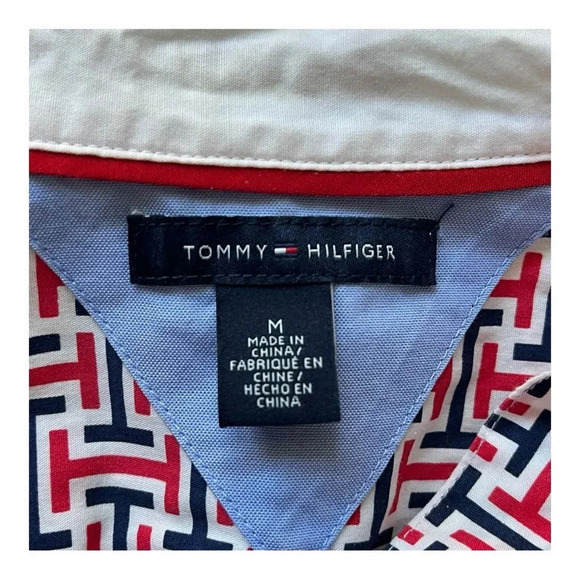 TOMMY HILFIGER
M
MADE IN
CHINA/
FABRIQUÉ EN
CHINE/
HECHO EN
CHINA